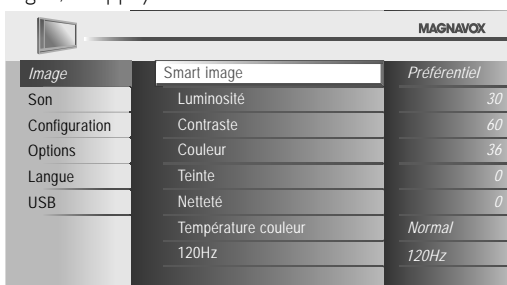 MAGNAVOX
Image
Son
Configuration
Options
Langue
USB
Smart image Préférentiel
Luminosité 30
Contraste 60
Couleur 36
Teinte 0
Netteté 0
Température couleur Normal
120Hz 120Hz